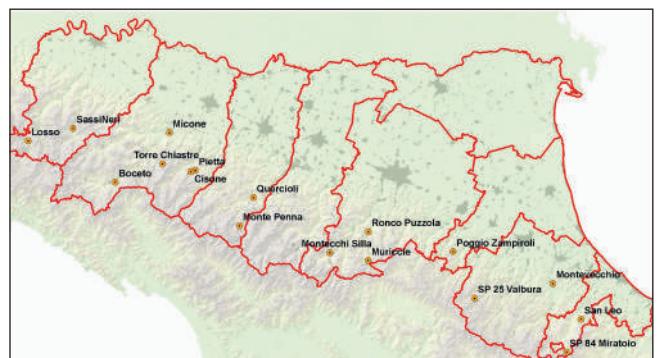 SassiNeri
Losso
Micone
Torre Chiastre
Pietta
Cisone
Boceto
Quercioli
Monte Penna
Ronco Puzzola
Montecchi Silla
Muriccie
Poggio Zampiroli
Montevecchio
SP 25 Valbura
San Leo
SP 84 Miratoio